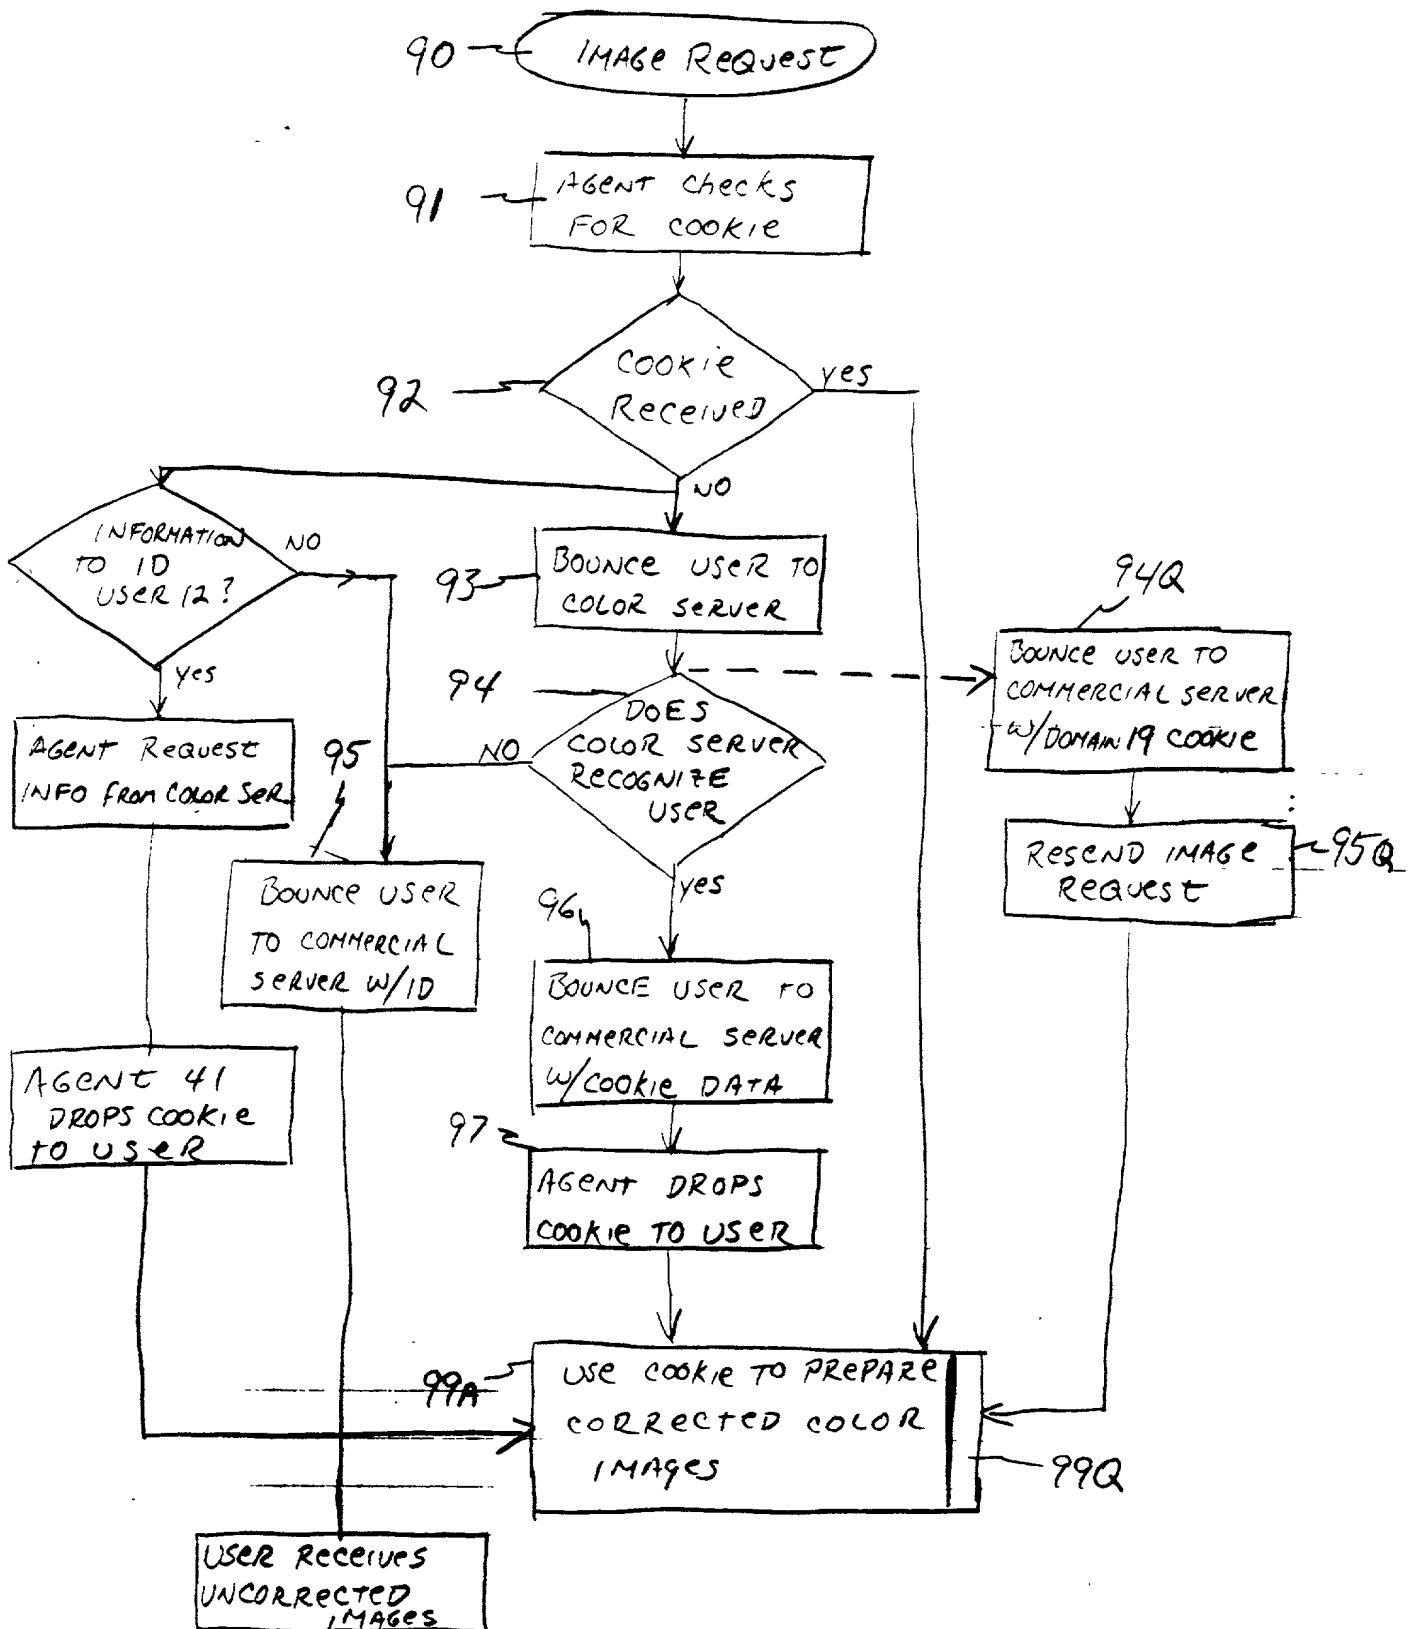 90
IMAGE REQUEST
91
AGENT CHECKS
FOR COOKIE
92
COOKIE
RECEIVED
yes
NO
INFORMATION
TO ID
USER 12?
NO
yes
93
BOUNCE USER TO
COLOR SERVER
94Q
BOUNCE USER TO
COMMERCIAL SERVER
W/DOMAIN 19 COOKIE
94
DOES
COLOR SERVER
RECOGNIZE
USER
NO
yes
AGENT REQUEST
INFO FROM COLOR SER.
95
BOUNCE USER
TO COMMERCIAL
SERVER W/ID
RESEND IMAGE
REQUEST
95Q
96
BOUNCE USER TO
COMMERCIAL SERVER
W/COOKIE DATA
AGENT 41
DROPS COOKIE
TO USER
97
AGENT DROPS
COOKIE TO USER
99A
USE COOKIE TO PREPARE
CORRECTED COLOR
IMAGES
99Q
USER RECEIVES
UNCORRECTED
IMAGES